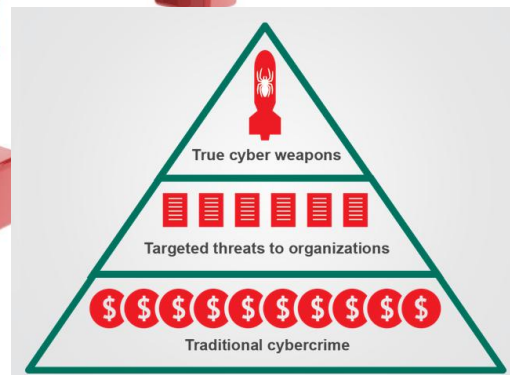 True cyber weapons
Targeted threats to organizations
$ $ $ $ $ $ $ $ $ $
Traditional cybercrime